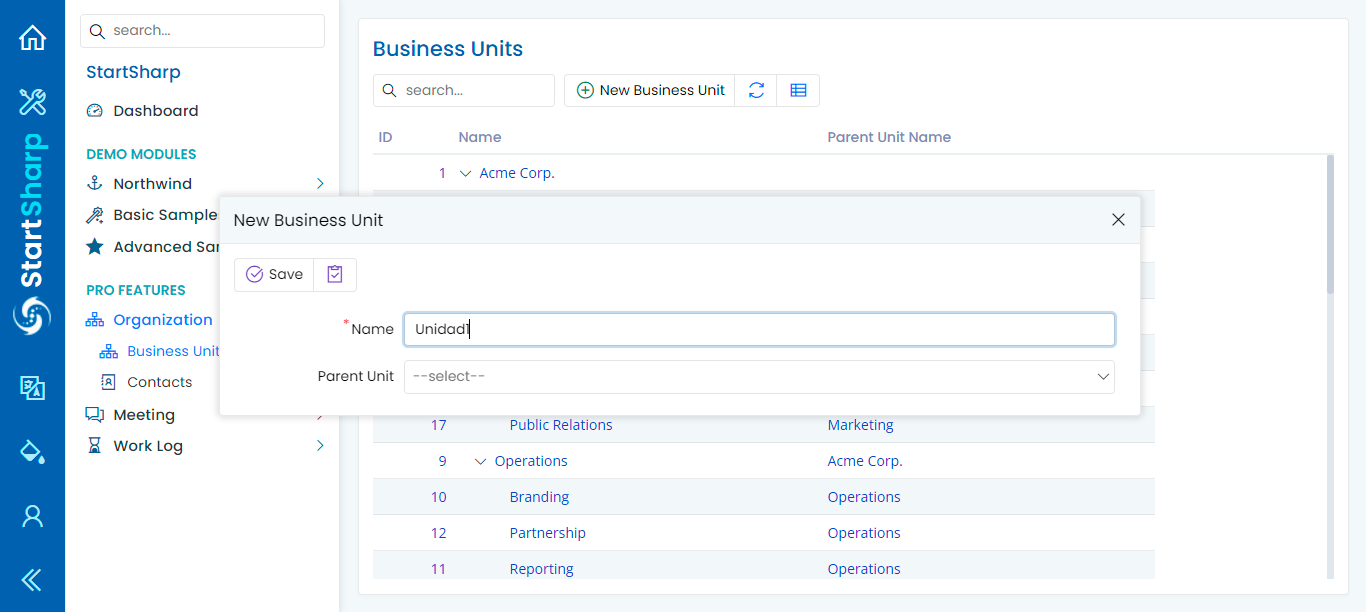 search...
StartSharp
Dashboard
DEMO MODULES
Northwind
Basic Sample
Advanced Sar
PRO FEATURES
Organization
Business Unit
Contacts
Meeting
Work Log
StartSharp
Business Units
search...
New Business Unit
ID Name Parent Unit Name
1 Acme Corp.
New Business Unit
Save
*Name Unidad1
Parent Unit --select--
17 Public Relations Marketing
9 Operations Acme Corp.
10 Branding Operations
12 Partnership Operations
11 Reporting Operations